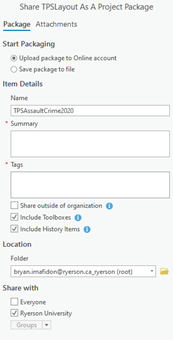 Share TPSLayout As A Project Package
Package Attachments
Start Packaging
Upload package to Online account
Save package to file
Item Details
Name
TPSAssaultCrime2020
* Summary
* Tags
Share outside of organization
Include Toolboxes
Include History Items
Location
Folder
bryan.imafidon@ryerson.ca_ryerson (root)
Share with
Everyone
Ryerson University
Groups